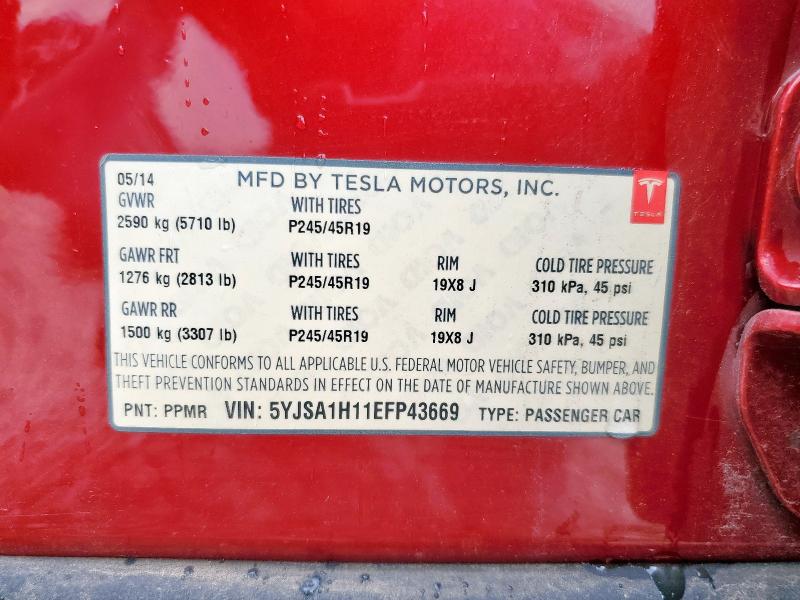 05/14 MFD BY TESLA MOTORS, INC.
TESLA
GVWR WITH TIRES
2590 kg (5710 lb) P245/45R19
GAWR FRT WITH TIRES RIM COLD TIRE PRESSURE
1276 kg (2813 lb) P245/45R19 19X8 J 310 kPa, 45 psi
GAWR RR WITH TIRES RIM COLD TIRE PRESSURE
1500 kg (3307 lb) P245/45R19 19X8 J 310 kPa, 45 psi
THIS VEHICLE CONFORMS TO ALL APPLICABLE U.S. FEDERAL MOTOR VEHICLE SAFETY, BUMPER, AND
THEFT PREVENTION STANDARDS IN EFFECT ON THE DATE OF MANUFACTURE SHOWN ABOVE.
PNT: PPMR VIN: 5YJSA1H11EFP43669 TYPE: PASSENGER CAR